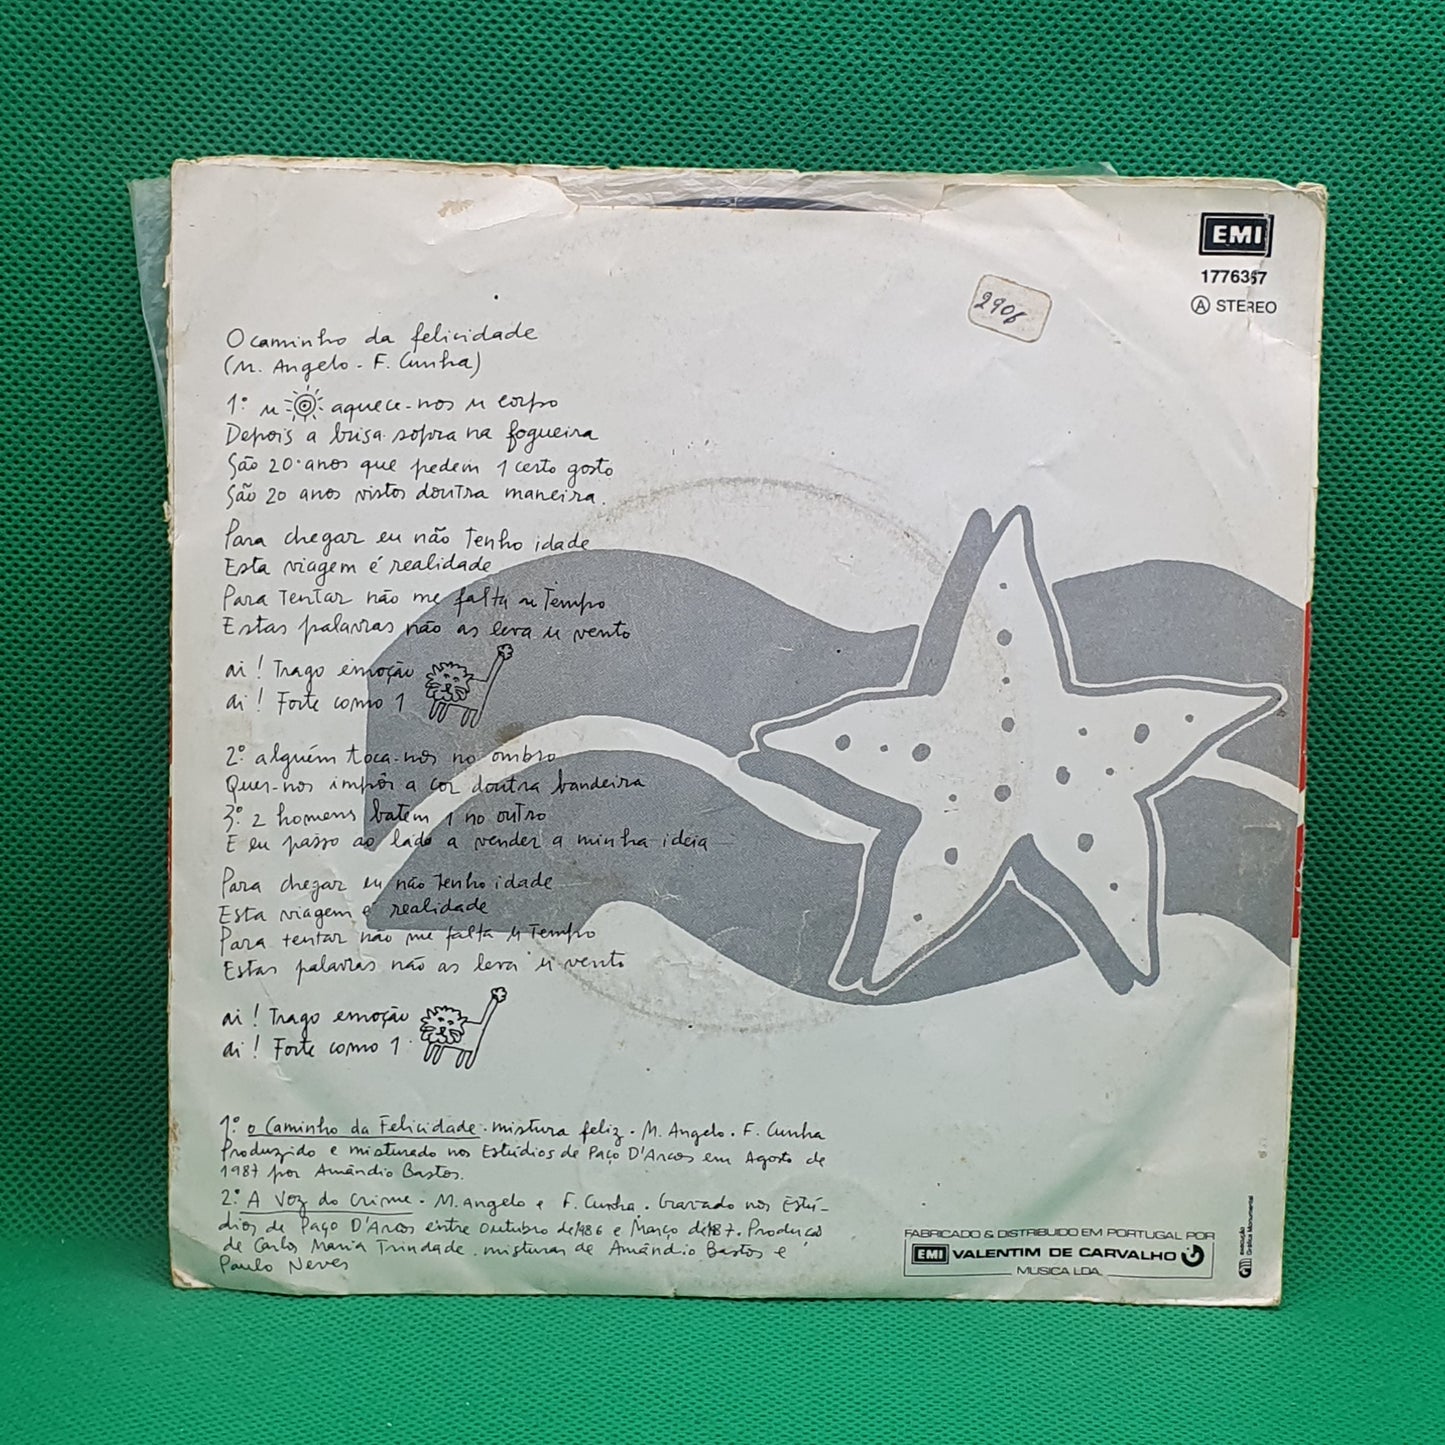 EMI
1776367
Ⓐ STEREO
2906
O caminho da felicidade
(M. Angelo - F. Cunha)
1º u aquece-nos u corpo
Depois a brisa sopra na fogueira
São 20 anos que pedem 1 certo gosto
São 20 anos vistos doutra maneira.
Para chegar eu não tenho idade
Esta viagem é realidade
Para tentar não me falta u tempo
Estas palavras não as leva u vento
ai! Trago emoção
ai! Forte como 1
2º alguém toca-nos no ombro
Quer-nos impôr a cor doutra bandeira
3º 2 homens batem 1 no outro
E eu passo ao lado a vender a minha ideia
Para chegar eu não tenho idade
Esta viagem é realidade
Para tentar não me falta u tempo
Estas palavras não as leva u vento
ai! Trago emoção
ai! Forte como 1
1º o Caminho da Felicidade. mistura feliz. M. Angelo. F. Cunha
Produzido e misturado nos Estúdios de Paço D'Arcos em Agosto de
1987 por Amândio Bastos.
2º A Voz do Crime. M. Angelo e F. Cunha. Gravado nos Estú-
dios de Paço D'Arcos entre Outubro de 1986 e Março de 1987. Produção
de Carlos Maria Trindade. misturas de Amândio Bastos e
Paulo Neves
FABRICADO & DISTRIBUIDO EM PORTUGAL POR
EMI VALENTIM DE CARVALHO
MUSICA LDA.
execução
Gráfica Monumental